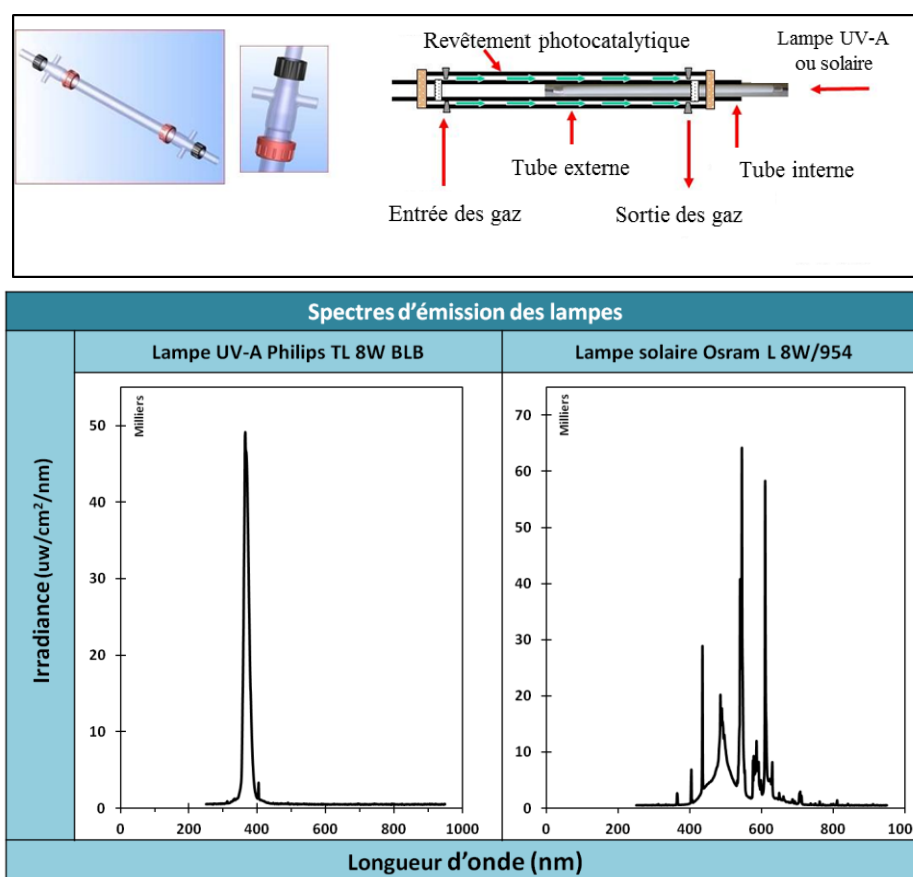 Revêtement photocatalytique
Lampe UV-A
ou solaire
Tube externe
Tube interne
Entrée des gaz
Sortie des gaz
Spectres d'émission des lampes
Lampe UV-A Philips TL 8W BLB
Lampe solaire Osram L 8W/954
Irradiance (uw/cm²/nm)
Milliers
50
40
30
20
10
0
0
200
400
600
800
1000
Milliers
70
60
50
40
30
20
10
0
0
200
400
600
800
100
Longueur d'onde (nm)